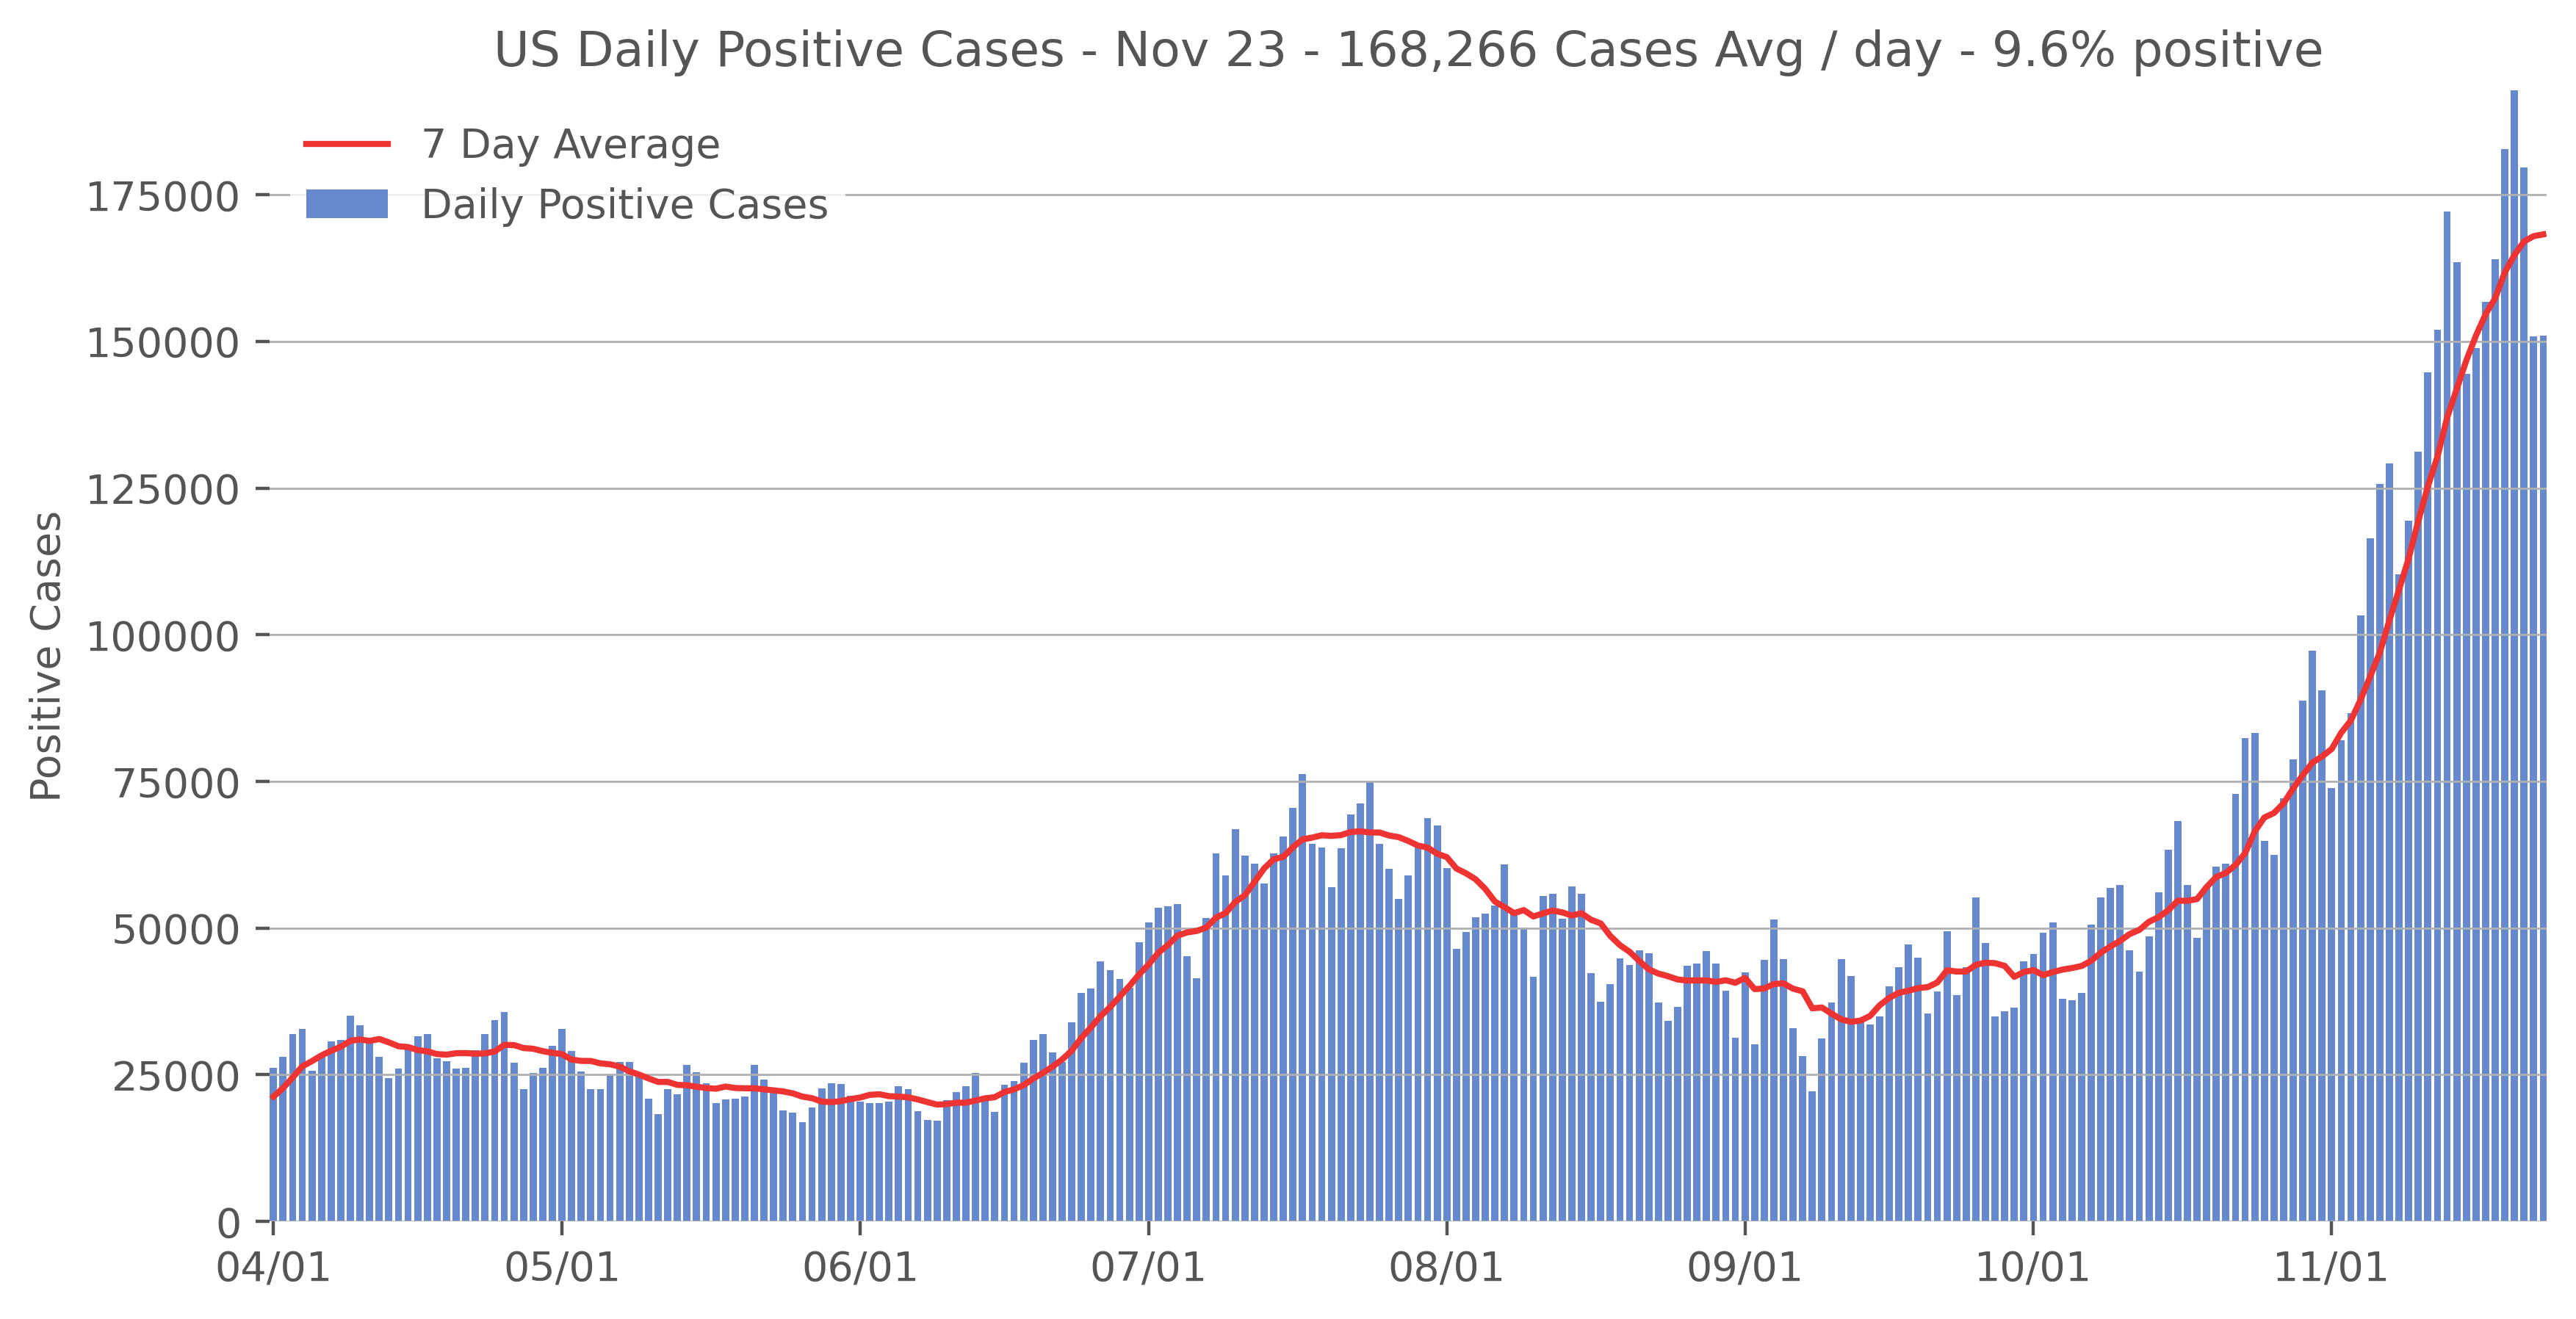 US Daily Positive Cases - Nov 23 - 168,266 Cases Avg / day - 9.6% positive
7 Day Average
Daily Positive Cases
Positive Cases
175000
150000
125000
100000
75000
50000
25000
0
04/01 05/01 06/01 07/01 08/01 09/01 10/01 11/01